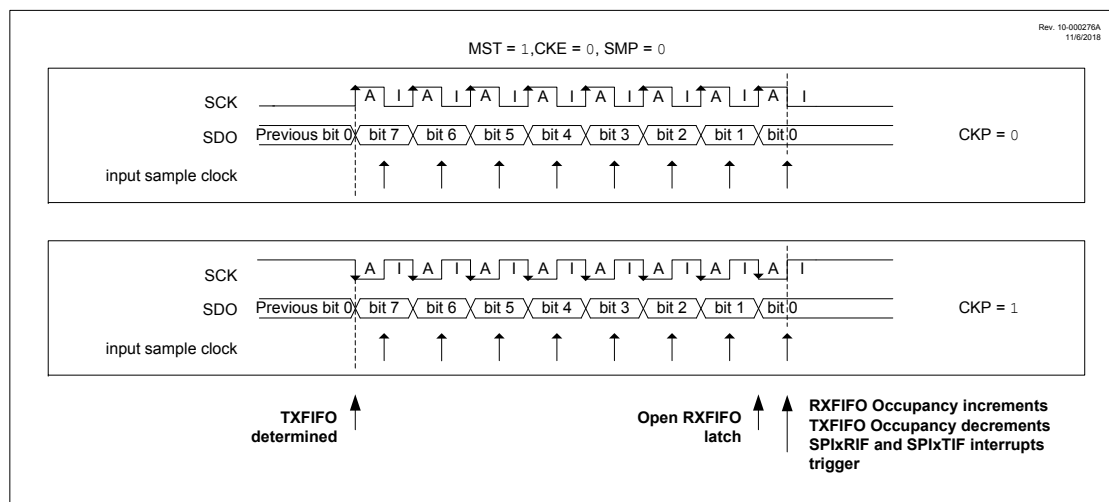 Rev. 10-000276A
11/6/2018
MST = 1,CKE = 0, SMP = 0
SCK A I A I A I A I A I A I A I A I
SDO Previous bit 0 bit 7 bit 6 bit 5 bit 4 bit 3 bit 2 bit 1 bit 0 CKP = 0
input sample clock
SCK A I A I A I A I A I A I A I A I
SDO Previous bit 0 bit 7 bit 6 bit 5 bit 4 bit 3 bit 2 bit 1 bit 0 CKP = 1
input sample clock
TXFIFO
determined
Open RXFIFO
latch
RXFIFO Occupancy increments
TXFIFO Occupancy decrements
SPIxRIF and SPIxTIF interrupts
trigger